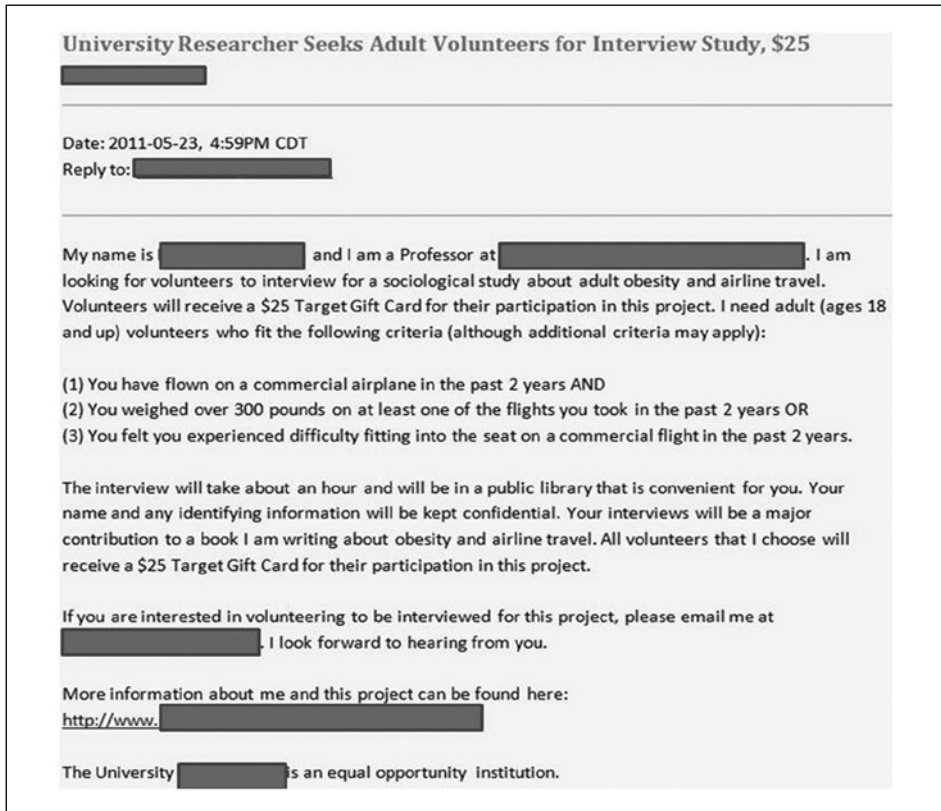 University Researcher Seeks Adult Volunteers for Interview Study, $25
Date: 2011-05-23, 4:59PM CDT
Reply to:
My name is and I am a Professor at . I am
looking for volunteers to interview for a sociological study about adult obesity and airline travel.
Volunteers will receive a $25 Target Gift Card for their participation in this project. I need adult (ages 18
and up) volunteers who fit the following criteria (although additional criteria may apply):
(1) You have flown on a commercial airplane in the past 2 years AND
(2) You weighed over 300 pounds on at least one of the flights you took in the past 2 years OR
(3) You felt you experienced difficulty fitting into the seat on a commercial flight in the past 2 years.
The interview will take about an hour and will be in a public library that is convenient for you. Your
name and any identifying information will be kept confidential. Your interviews will be a major
contribution to a book I am writing about obesity and airline travel. All volunteers that I choose will
receive a $25 Target Gift Card for their participation in this project.
If you are interested in volunteering to be interviewed for this project, please email me at
. I look forward to hearing from you.
More information about me and this project can be found here:
http://www.
The University is an equal opportunity institution.